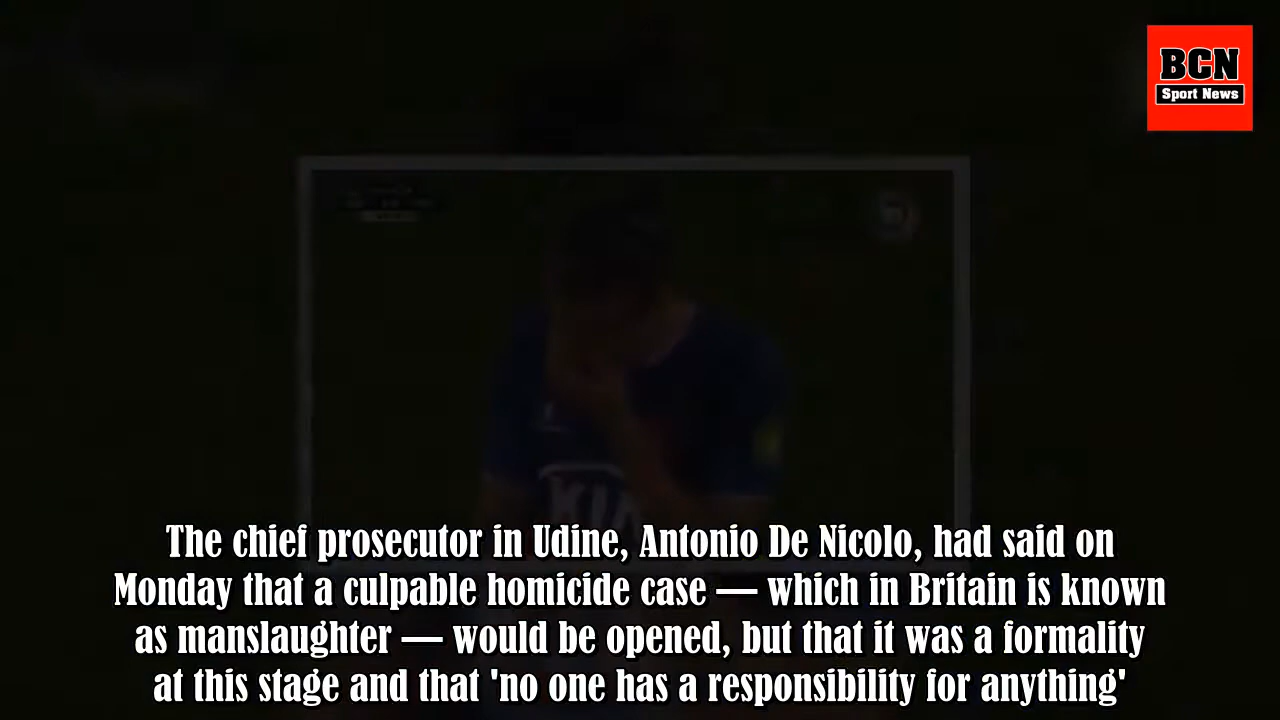 BCN
Sport News
KIA
The chief prosecutor in Udine, Antonio De Nicolo, had said on
Monday that a culpable homicide case — which in Britain is known
as manslaughter — would be opened, but that it was a formality
at this stage and that 'no one has a responsibility for anything'